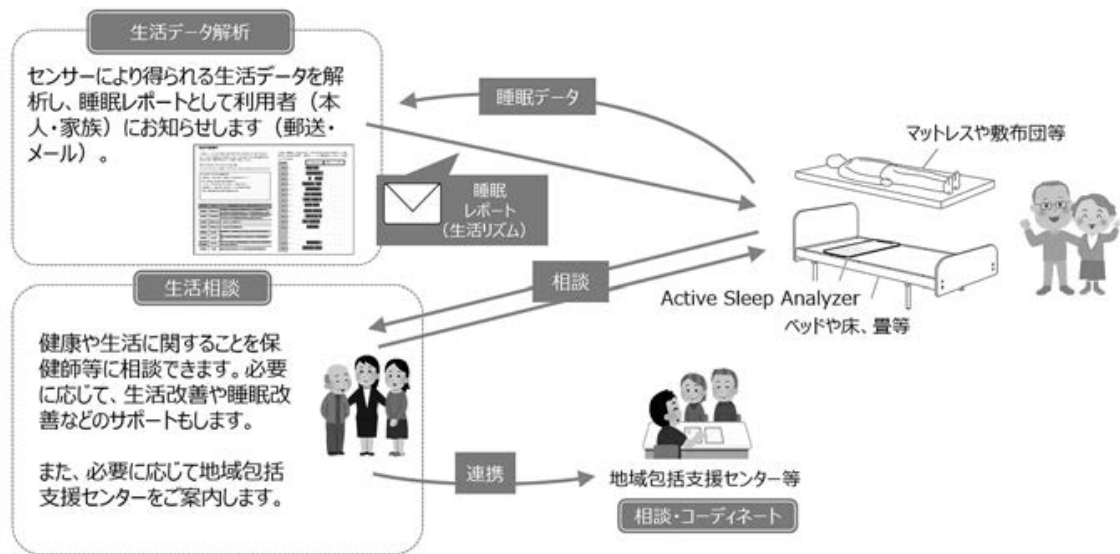 生活データ解析
センサーにより得られる生活データを解
析し、睡眠レポートとして利用者（本
人・家族）にお知らせします（郵送・
メール）。
睡眠データ
睡眠
レポート
（生活リズム）
マットレスや敷布団等
Active Sleep Analyzer
ベッドや床、畳等
相談
生活相談
健康や生活に関することを保
健師等に相談できます。必要
に応じて、生活改善や睡眠改
善などのサポートもします。
また、必要に応じて地域包括
支援センターをご案内します。
連携
地域包括支援センター等
相談・コーディネート